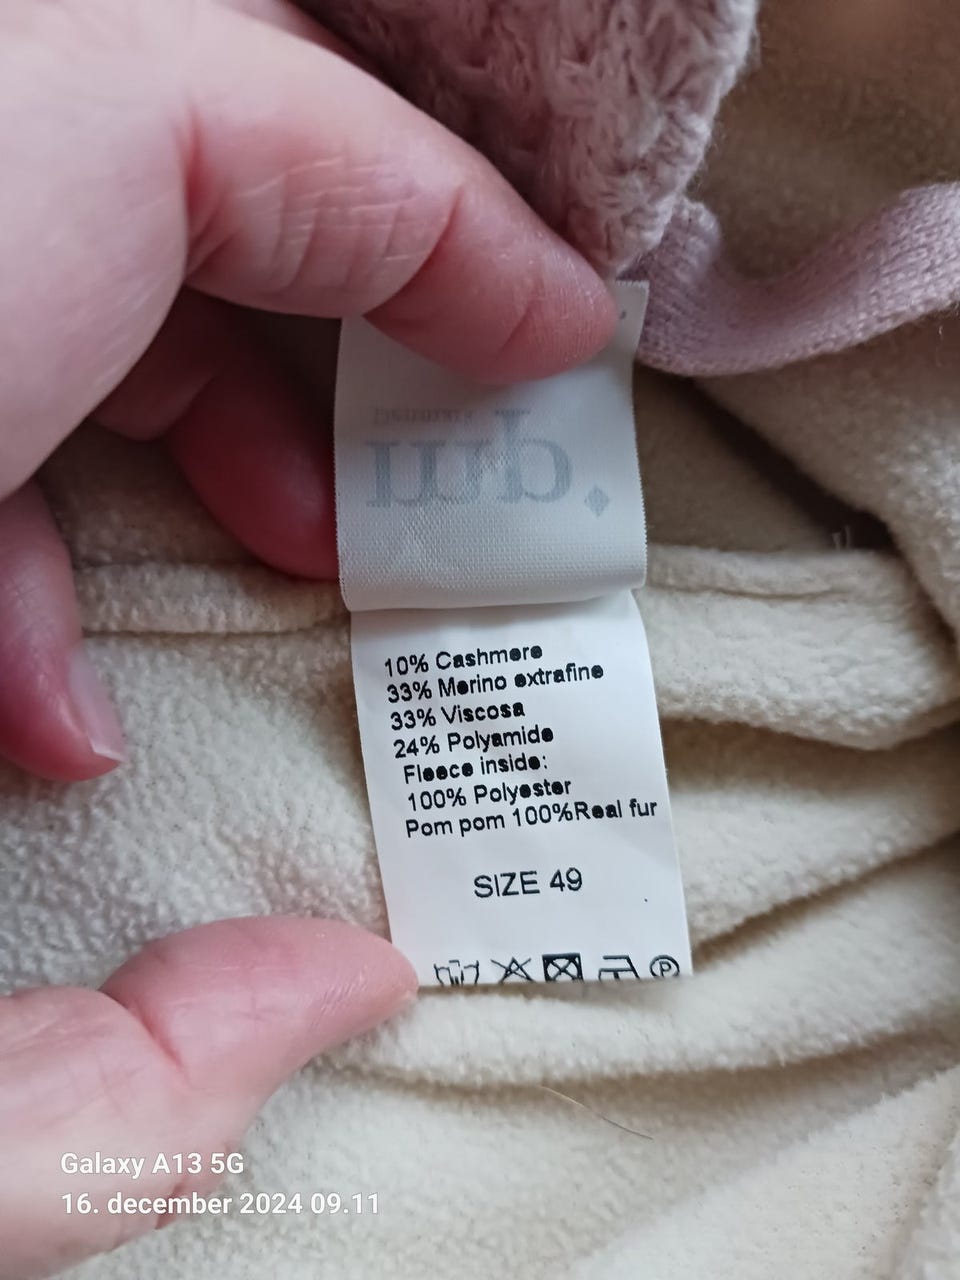 10% Cashmere
33% Merino extrafine
33% Viscosa
24% Polyamide
Fleece inside:
100% Polyester
Pom pom 100%Real fur
SIZE 49
P
Galaxy A13 5G
16. december 2024 09.11